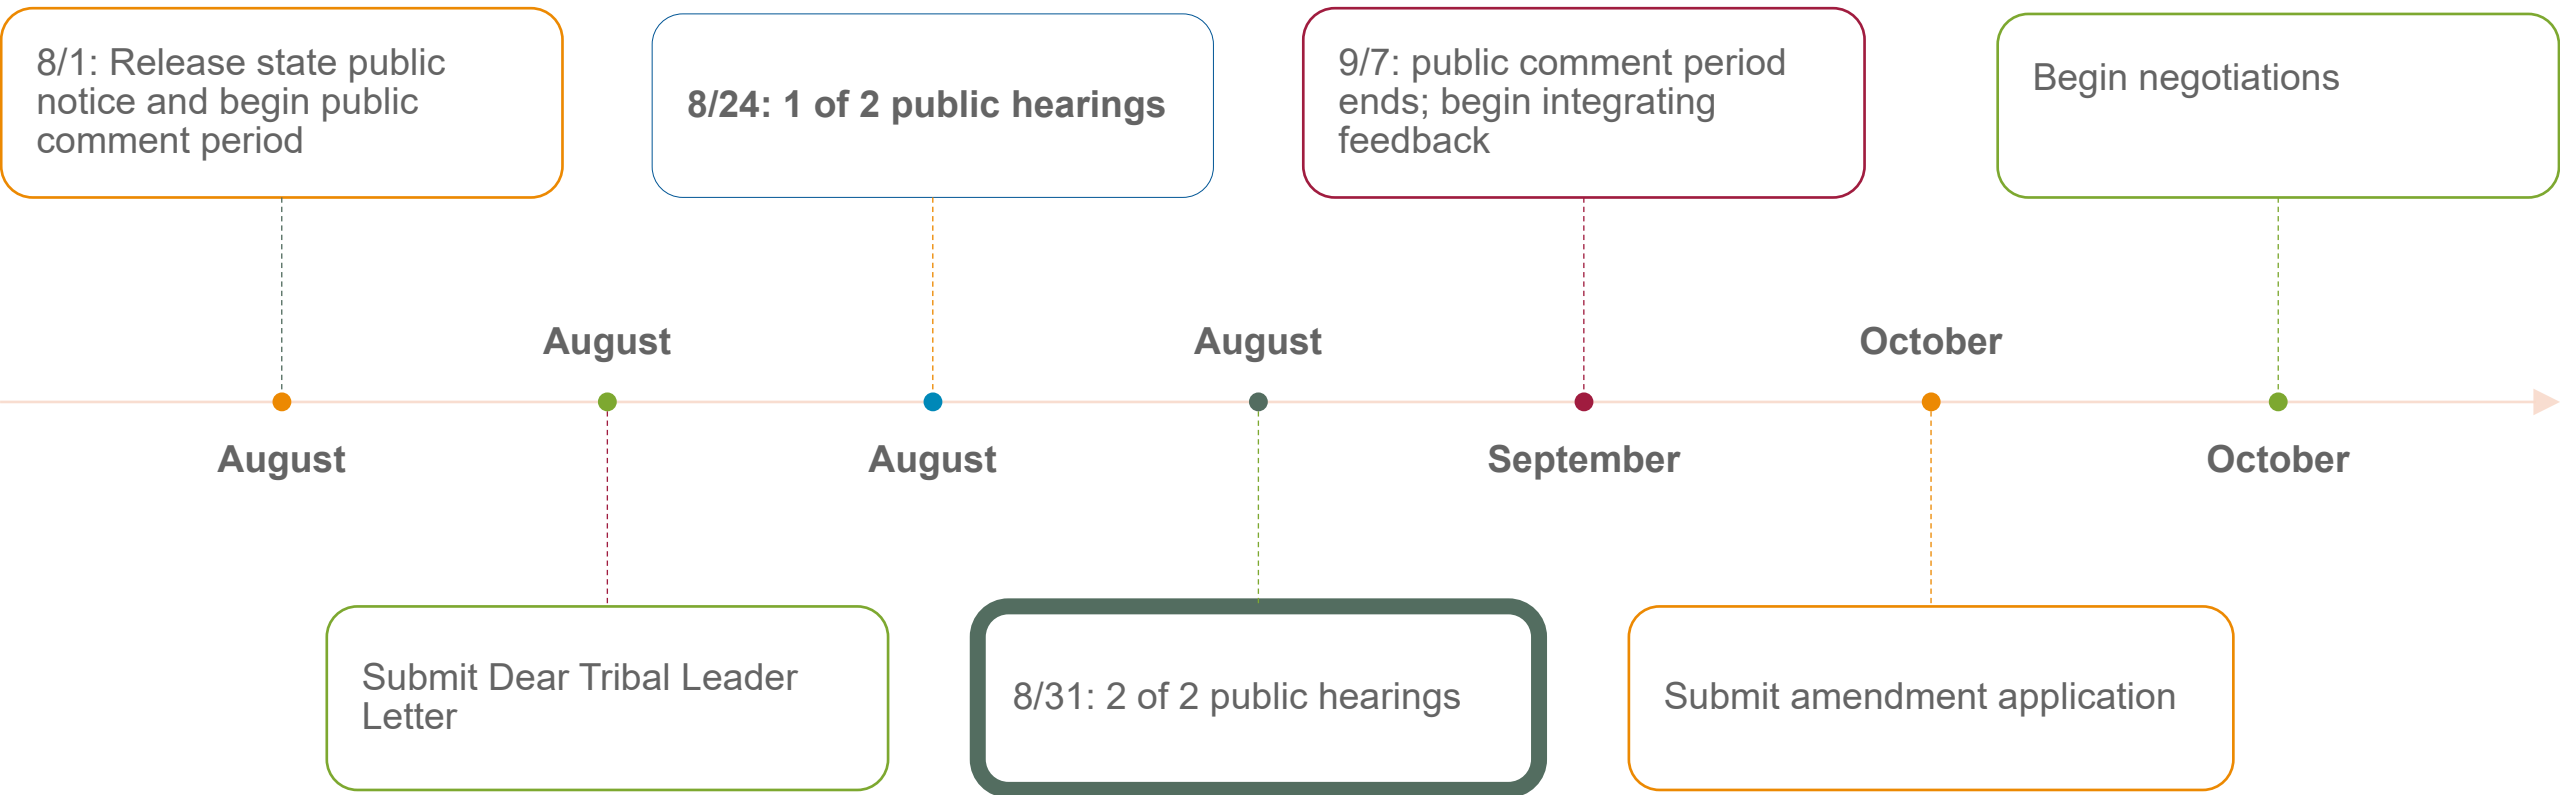 8/1: Release state public
notice and begin public
comment period
8/24: 1 of 2 public hearings
9/7: public comment period
ends; begin integrating
feedback
Begin negotiations
August
August
October
August
August
September
October
Submit Dear Tribal Leader
Letter
8/31: 2 of 2 public hearings
Submit amendment application